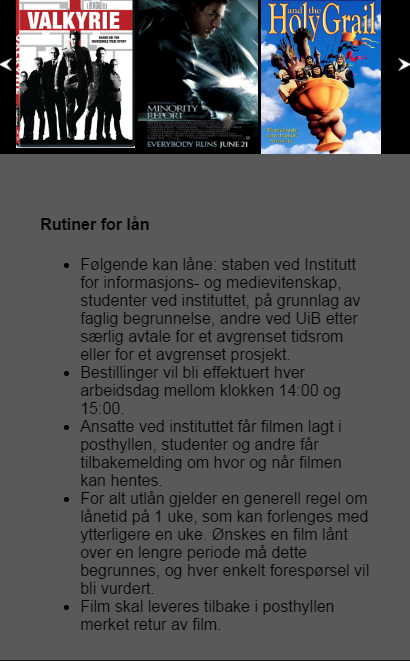 VALKYRIE
BASED ON THE
INCREDIBLE TRUE STORY
MINORITY
REPORT
EVERYBODY RUNS JUNE 21
and the
Holy Grail
Rutiner for lån
• Følgende kan låne: staben ved Institutt
for informasjons- og medievitenskap,
studenter ved instituttet, på grunnlag av
faglig begrunnelse, andre ved UiB etter
særlig avtale for et avgrenset tidsrom
eller for et avgrenset prosjekt.
• Bestillinger vil bli effektuert hver
arbeidsdag mellom klokken 14:00 og
15:00.
• Ansatte ved instituttet får filmen lagt i
posthyllen, studenter og andre får
tilbakemelding om hvor og når filmen
kan hentes.
• For alt utlån gjelder en generell regel om
lånetid på 1 uke, som kan forlenges med
ytterligere en uke. Ønskes en film lånt
over en lengre periode må dette
begrunnes, og hver enkelt forespørsel vil
bli vurdert.
• Film skal leveres tilbake i posthyllen
merket retur av film.